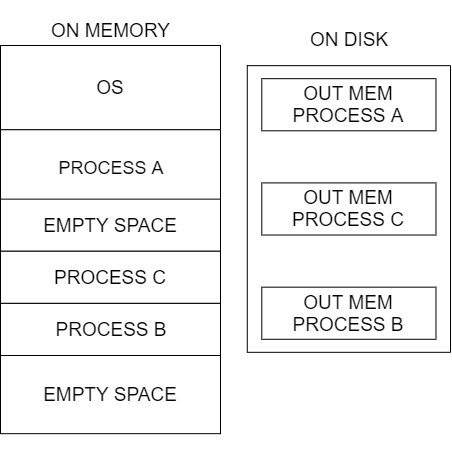 ON MEMORY
OS
PROCESS A
EMPTY SPACE
PROCESS C
PROCESS B
EMPTY SPACE
ON DISK
OUT MEM
PROCESS A
OUT MEM
PROCESS C
OUT MEM
PROCESS B